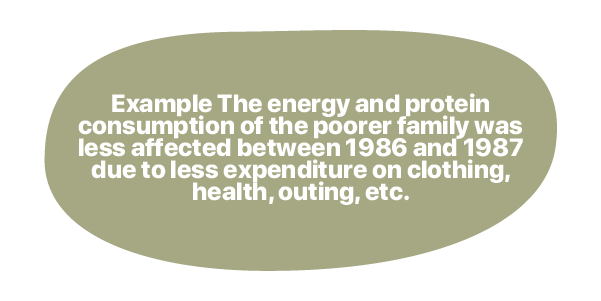 Example The energy and protein
consumption of the poorer family was
less affected between 1986 and 1987
due to less expenditure on clothing,
health, outing, etc.